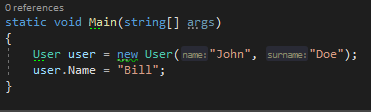 0 references
static void Main(string[] args)
{
User user = new User(name:"John", surname:"Doe");
user.Name = "Bill";
}